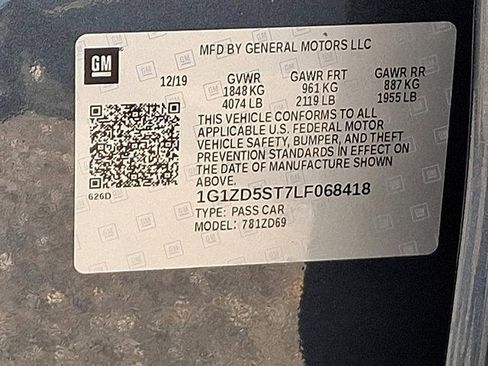 MFD BY GENERAL MOTORS LLC
GM
12/19 GVWR GAWR FRT GAWR RR
1848 KG 961 KG 887 KG
4074 LB 2119 LB 1955 LB
THIS VEHICLE CONFORMS TO ALL
APPLICABLE U.S. FEDERAL MOTOR
VEHICLE SAFETY, BUMPER, AND THEFT
PREVENTION STANDARDS IN EFFECT ON
THE DATE OF MANUFACTURE SHOWN
ABOVE.
626D
1G1ZD5ST7LF068418
TYPE: PASS CAR
MODEL: 781ZD69